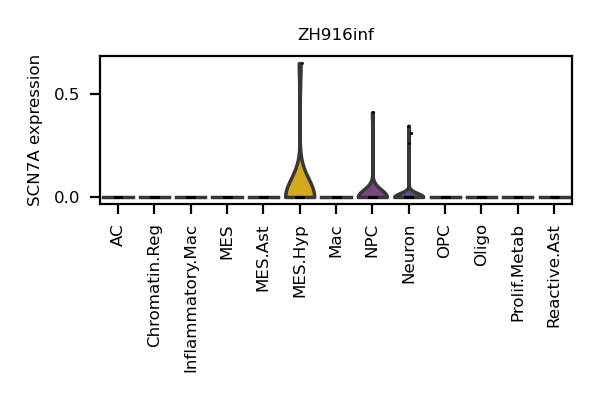 ZH916inf
SCN7A expression
0.5
0.0
AC
Chromatin.Reg
Inflammatory.Mac
MES
MES.Ast
MES.Hyp
Mac
NPC
Neuron
OPC
Oligo
Prolif.Metab
Reactive.Ast